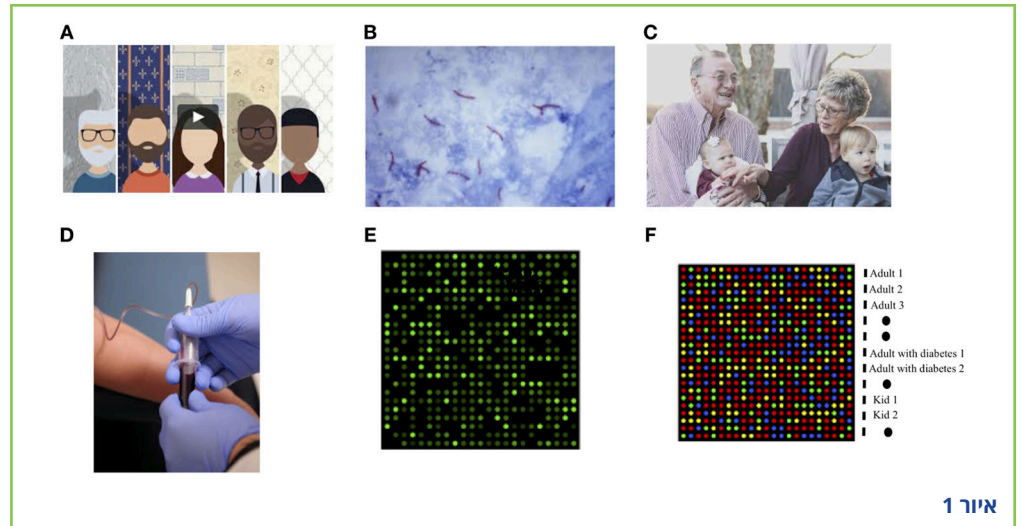 A
B
C
D
E
F
Adult 1
Adult 2
Adult 3
Adult with diabetes 1
Adult with diabetes 2
Kid 1
Kid 2
איור 1